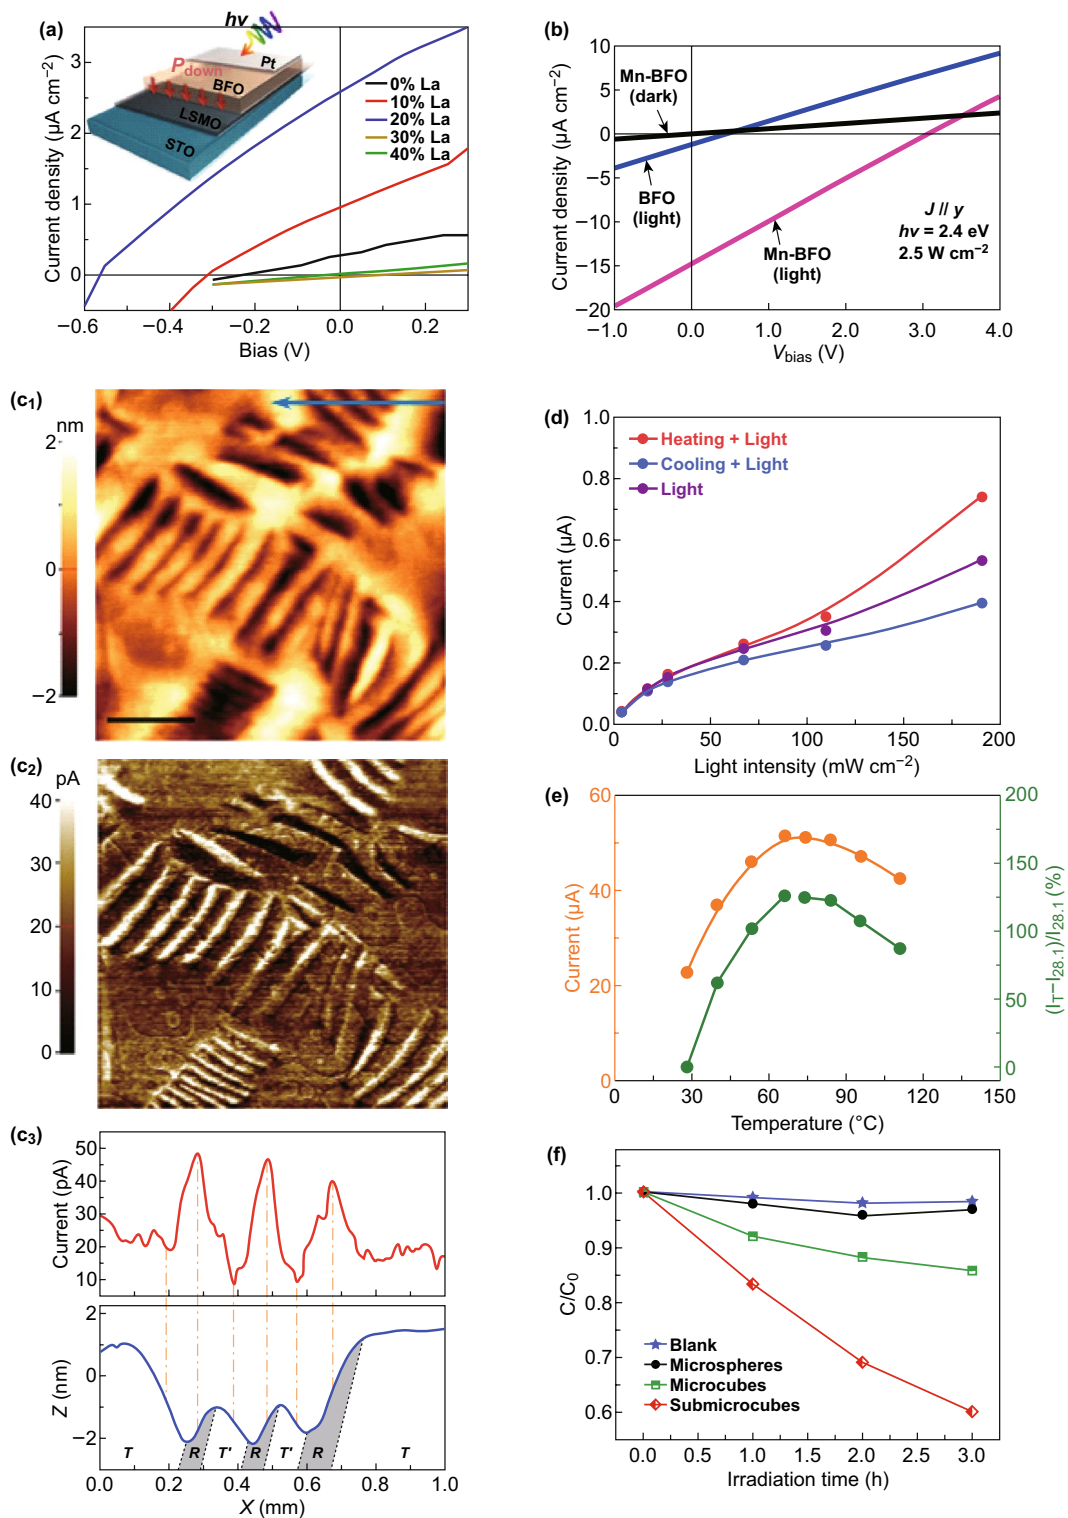 (a)
hv
P down
Pt
BFO
LSMO
STO
0% La
10% La
20% La
30% La
40% La
Current density (µA cm−2)
3
2
1
0
−0.6
−0.4
−0.2
0.0
0.2
Bias (V)
(b)
Mn-BFO
(dark)
BFO
(light)
Mn-BFO
(light)
J // y
hv = 2.4 eV
2.5 W cm−2
Current density (µA cm−2)
10
5
0
−5
−10
−15
−20
−1.0
0.0
1.0
2.0
3.0
4.0
Vbias (V)
(c1)
nm
2
0
−2
(d)
Heating + Light
Cooling + Light
Light
Current (µA)
1.0
0.8
0.6
0.4
0.2
0.0
0
50
100
150
200
Light intensity (mW cm−2)
(c2)
pA
40
30
20
10
0
(e)
Current (µA)
60
40
20
0
200
150
100
50
0
(IT−I28.1)/I28.1 (%)
0
30
60
90
120
150
Temperature (°C)
(c3)
Current (pA)
50
40
30
20
10
Z (nm)
2
0
−2
T
R
T'
R
T'
R
T
0.0
0.2
0.4
0.6
0.8
1.0
X (mm)
(f)
C/C0
1.0
0.9
0.8
0.7
0.6
Blank
Microspheres
Microcubes
Submicrocubes
0.0
0.5
1.0
1.5
2.0
2.5
3.0
Irradiation time (h)